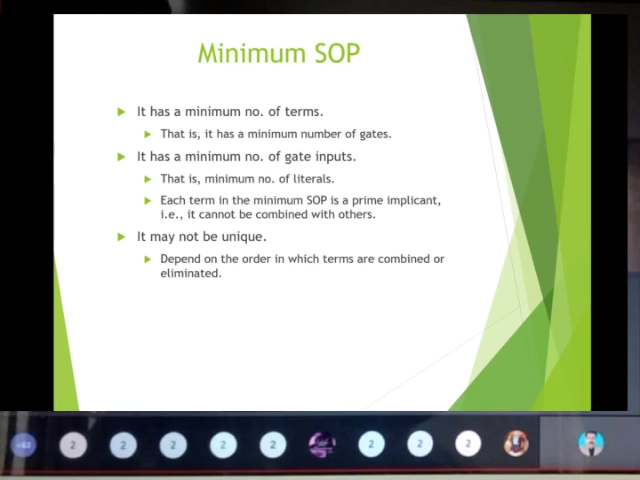 Minimum SOP
It has a minimum no. of terms.
That is, it has a minimum number of gates.
It has a minimum no. of gate inputs.
That is, minimum no. of literals.
Each term in the minimum SOP is a prime implicant,
i.e., it cannot be combined with others.
It may not be unique.
Depend on the order in which terms are combined or
eliminated.
+63 2 2 2 2 2 2 2 2